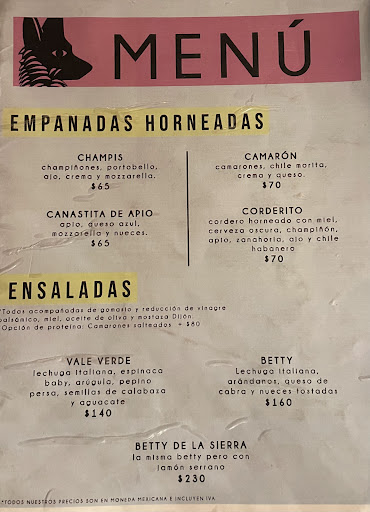 MENÚ
EMPANADAS HORNEADAS
CHAMPIS
champiñones, portobello,
ajo, crema y mozzarella.
$65
CAMARÓN
camarones, chile morita,
crema y queso.
$70
CANASTITA DE APIO
apio, queso azul,
mozzarella y nueces.
$65
CORDERITO
cordero horneado con miel,
cerveza oscura, champiñón,
apio, zanahoria, ajo y chile
habanero
$70
ENSALADAS
*Todos acompañadas de gomasio y reducción de vinagre
balsámico, miel, aceite de oliva y mostaza Dijón.
*Opción de proteína: Camarones salteados + $80
VALE VERDE
lechuga italiana, espinaca
baby, arúgula, pepino
persa, semillas de calabaza
y aguacate
$140
BETTY
Lechuga italiana,
arándanos, queso de
cabra y nueces tostadas
$160
BETTY DE LA SIERRA
la misma betty pero con
jamón serrano
$230
*TODOS NUESTROS PRECIOS SON EN MONEDA MEXICANA E INCLUYEN IVA